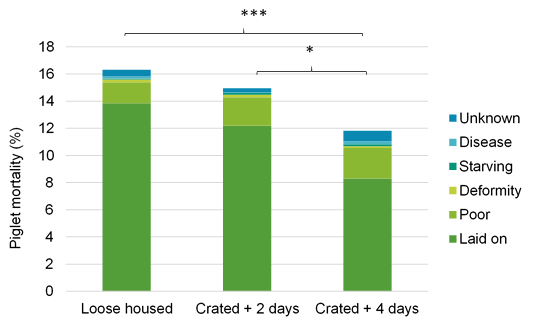 ***
*
18
16
14
12
10
8
6
4
2
0
Piglet mortality (%)
Loose housed
Crated + 2 days
Crated + 4 days
Unknown
Disease
Starving
Deformity
Poor
Laid on